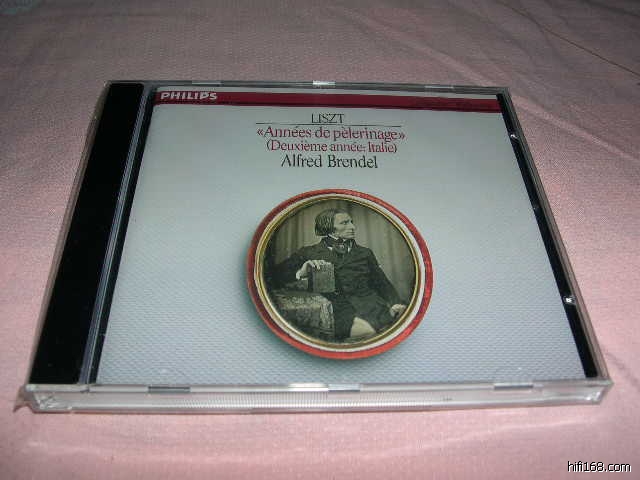 PHILIPS
LISZT
«Années de pèlerinage»
(Deuxième année: Italie)
Alfred Brendel
hifi168.com